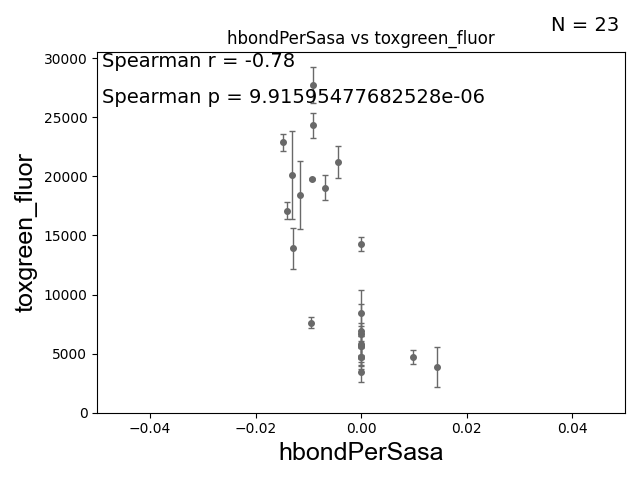 N = 23
hbondPerSasa vs toxgreen_fluor
Spearman r = -0.78
Spearman p = 9.91595477682528e-06
30000
25000
20000
15000
10000
5000
0
toxgreen_fluor
−0.04 −0.02 0.00 0.02 0.04
hbondPerSasa